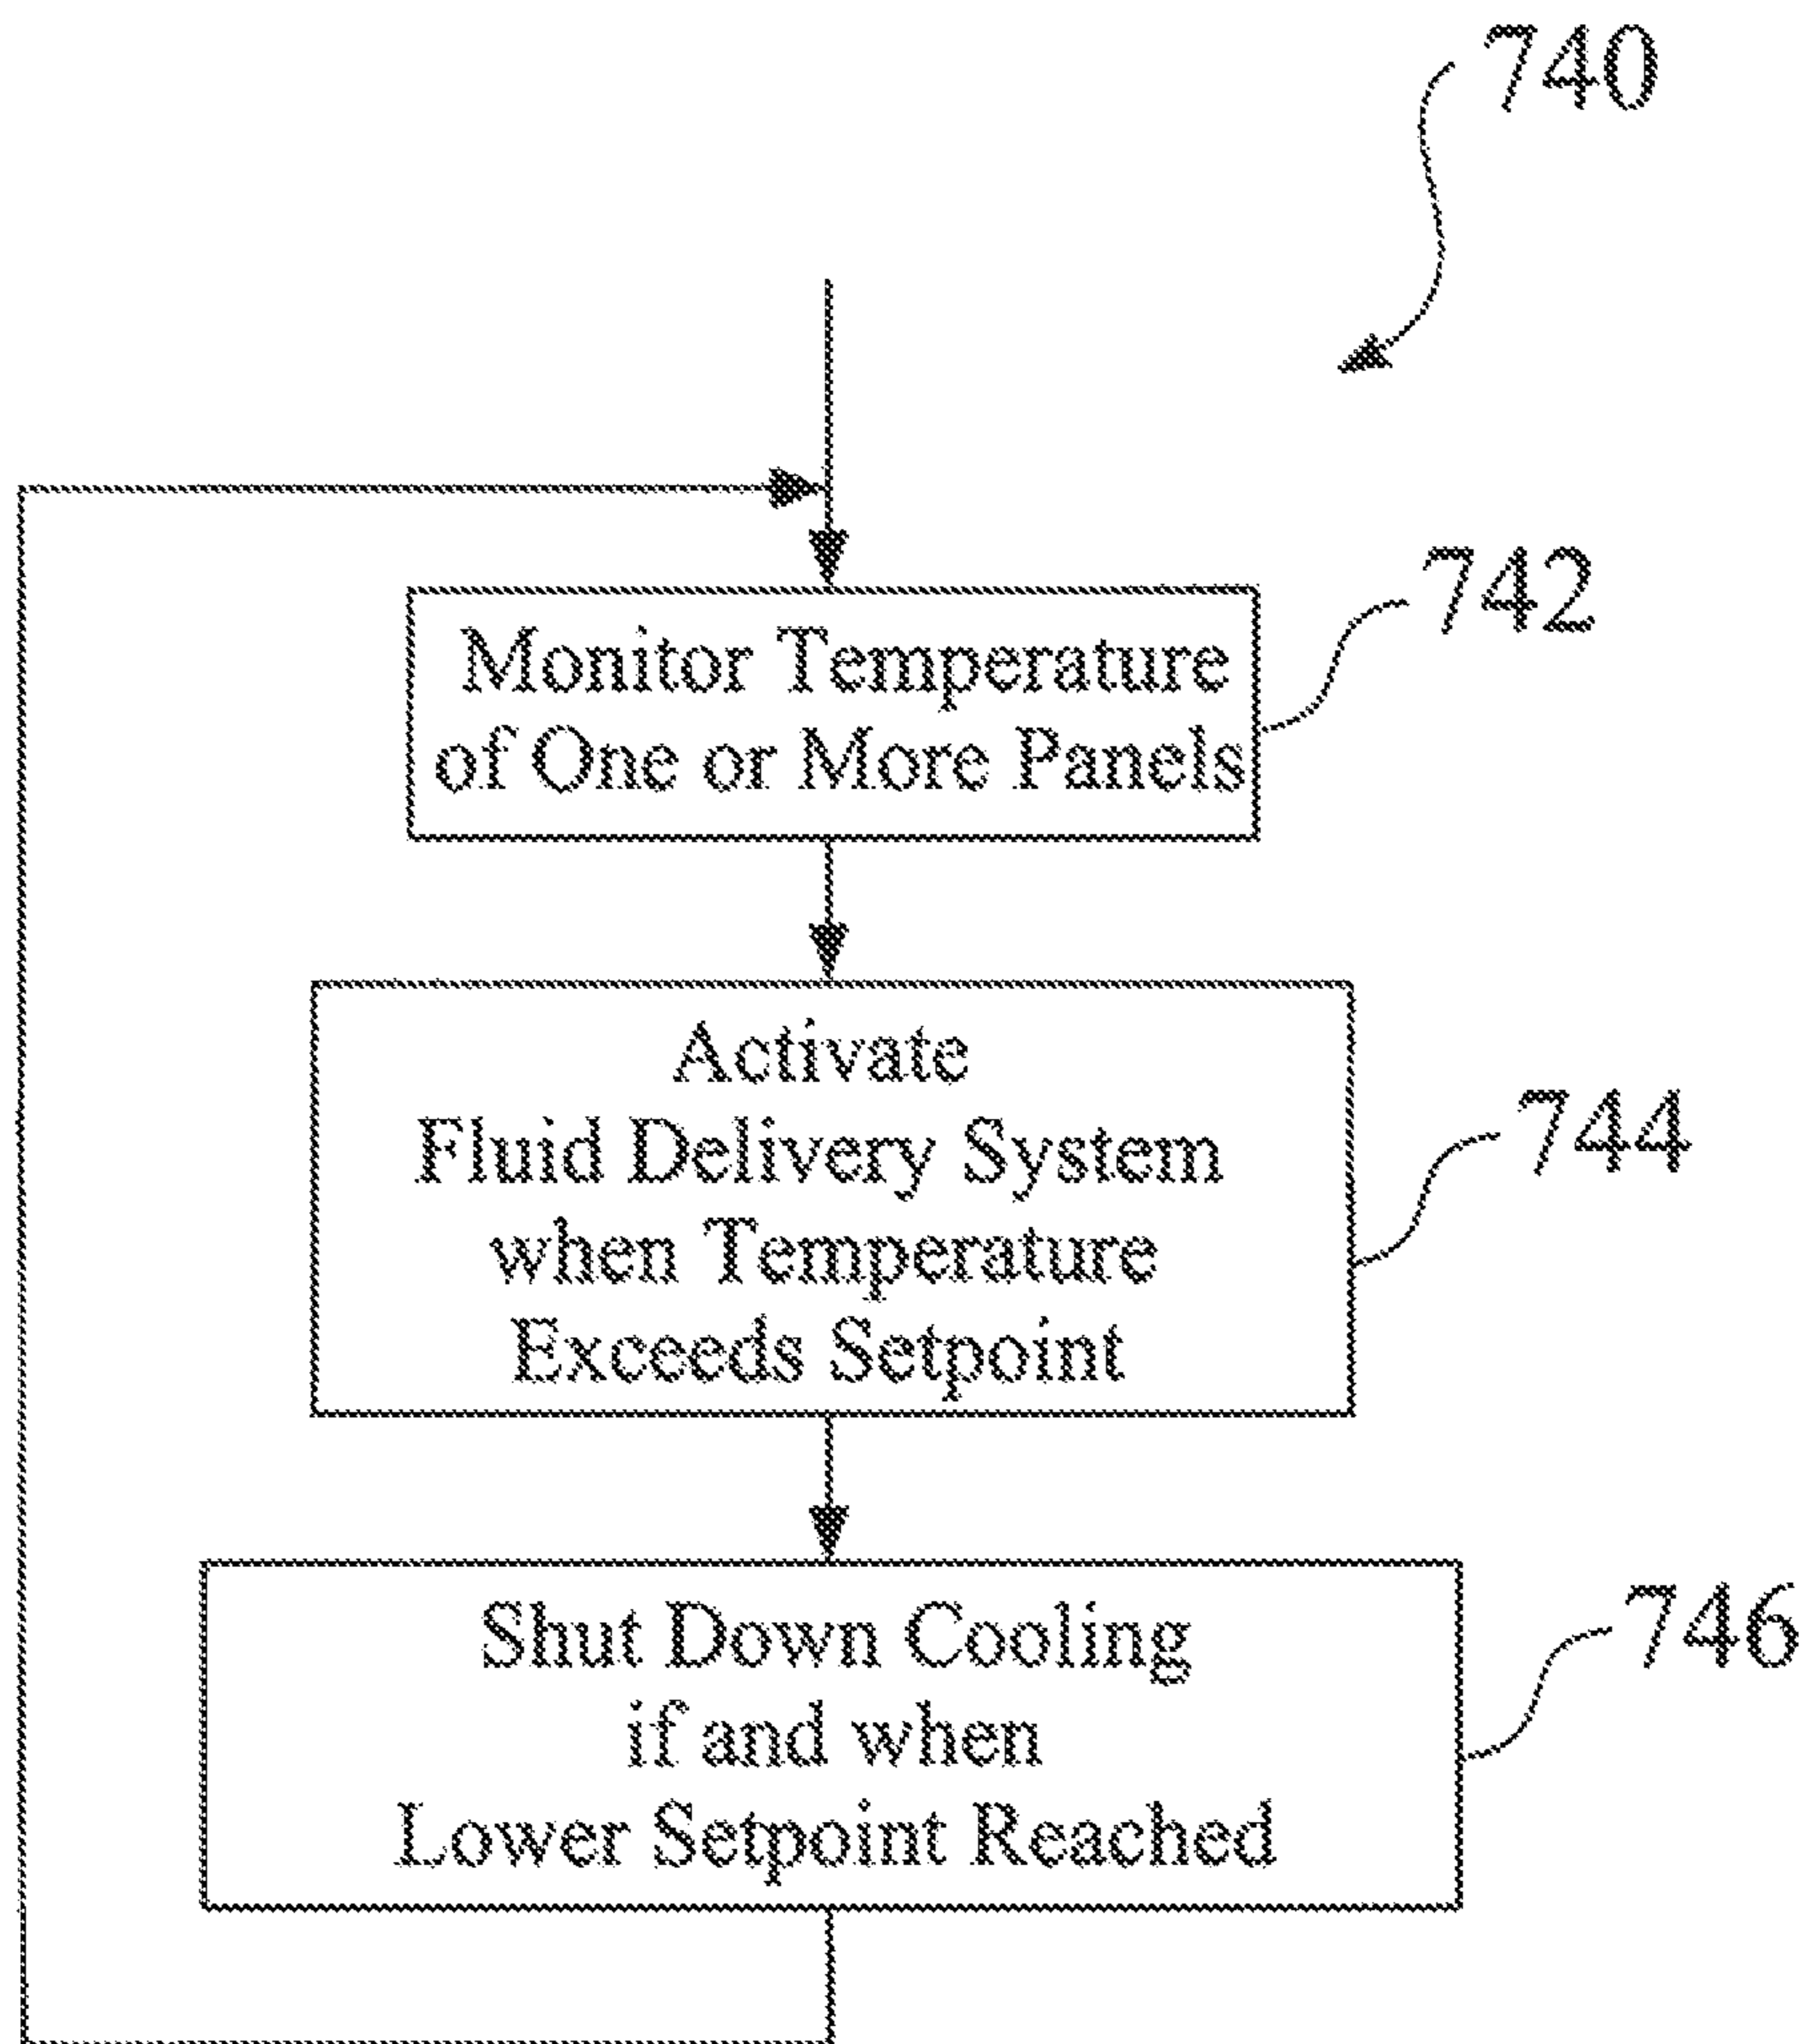 740
742
Monitor Temperature
of One or More Panels
744
Activate
Fluid Delivery System
when Temperature
Exceeds Setpoint
746
Shut Down Cooling
if and when
Lower Setpoint Reached